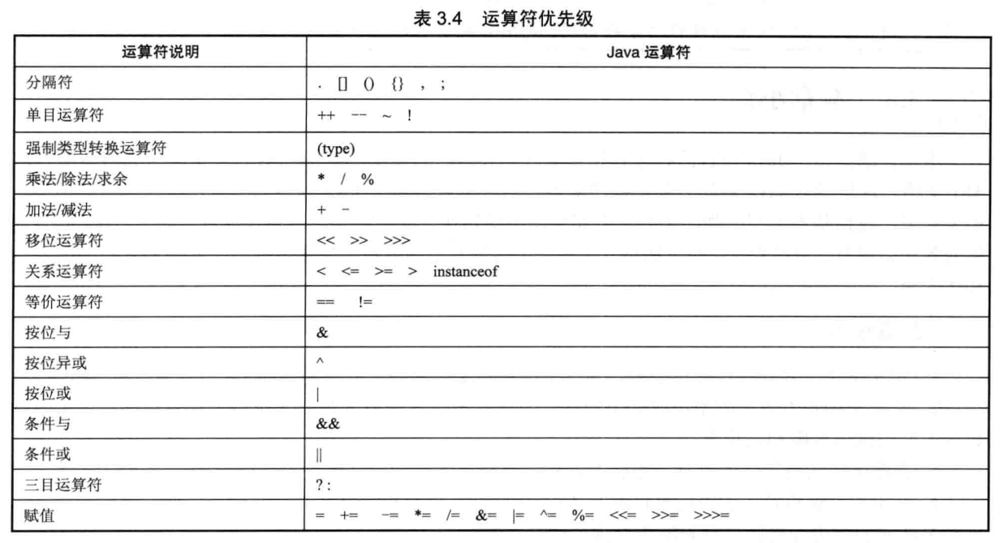 表 3.4 运算符优先级
运算符说明 Java 运算符
分隔符 . [] () {} , ;
单目运算符 ++ -- ~ !
强制类型转换运算符 (type)
乘法/除法/求余 * / %
加法/减法 + -
移位运算符 << >> >>>
关系运算符 < <= >= > instanceof
等价运算符 == !=
按位与 &
按位异或 ^
按位或 |
条件与 &&
条件或 ||
三目运算符 ? :
赋值 = += -= *= /= &= |= ^= %= <<= >>= >>>=